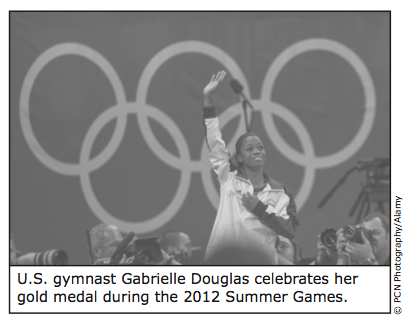 U.S. gymnast Gabrielle Douglas celebrates her
gold medal during the 2012 Summer Games.
© PCN Photography/Alamy